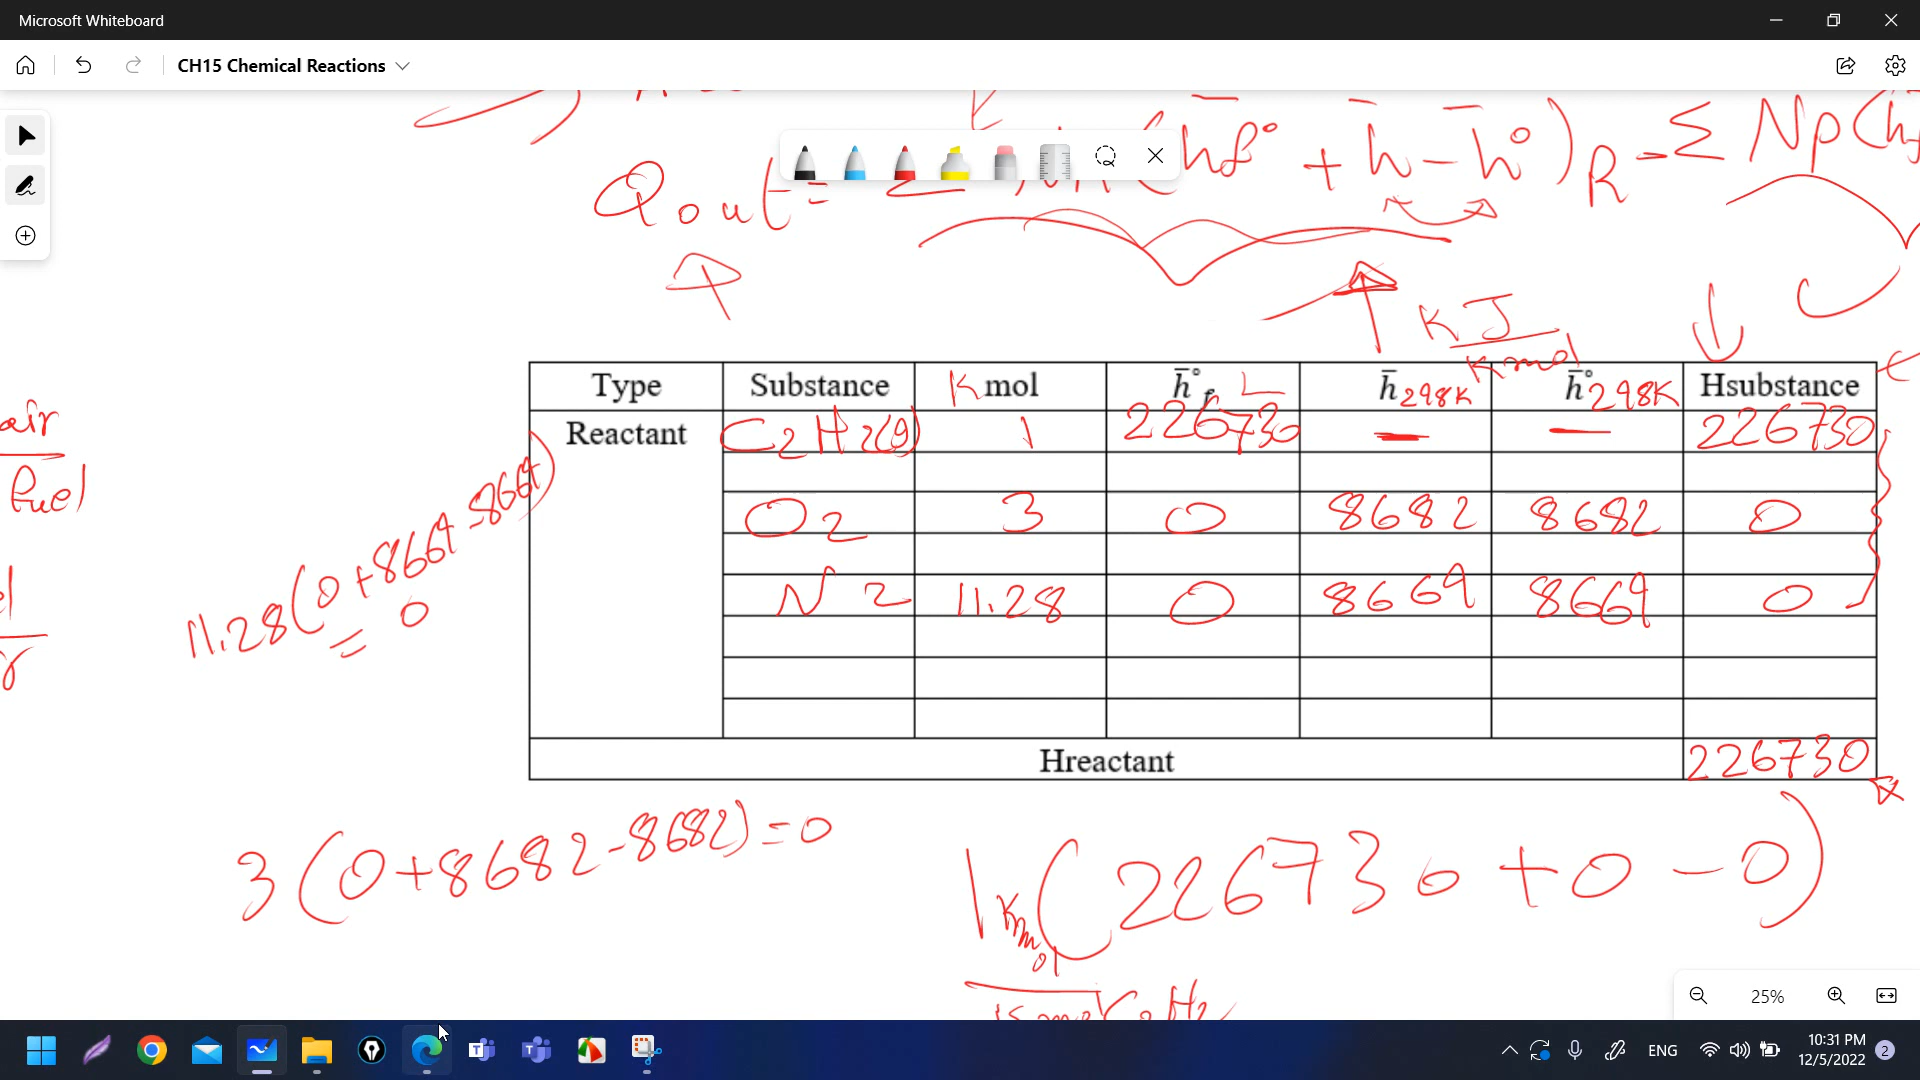 Microsoft Whiteboard
CH15 Chemical Reactions
Qout = (h̄f° + h̄ - h̄°)R - Σ Np(h̄f
KJ
Kmol
Type Substance Kmol h̄°f h̄298K h̄°298K Hsubstance
Reactant C2H2(g) 1 226730 — — 226730
O2 3 0 8682 8682 0
N2 11.28 0 8669 8669 0
Hreactant 226730
air
fuel
11.28(0+8669-8669)
= 0
3(0+8682-8682)=0
1 Kmol (226730 + 0 - 0)
25%
ENG
10:31 PM
12/5/2022
2